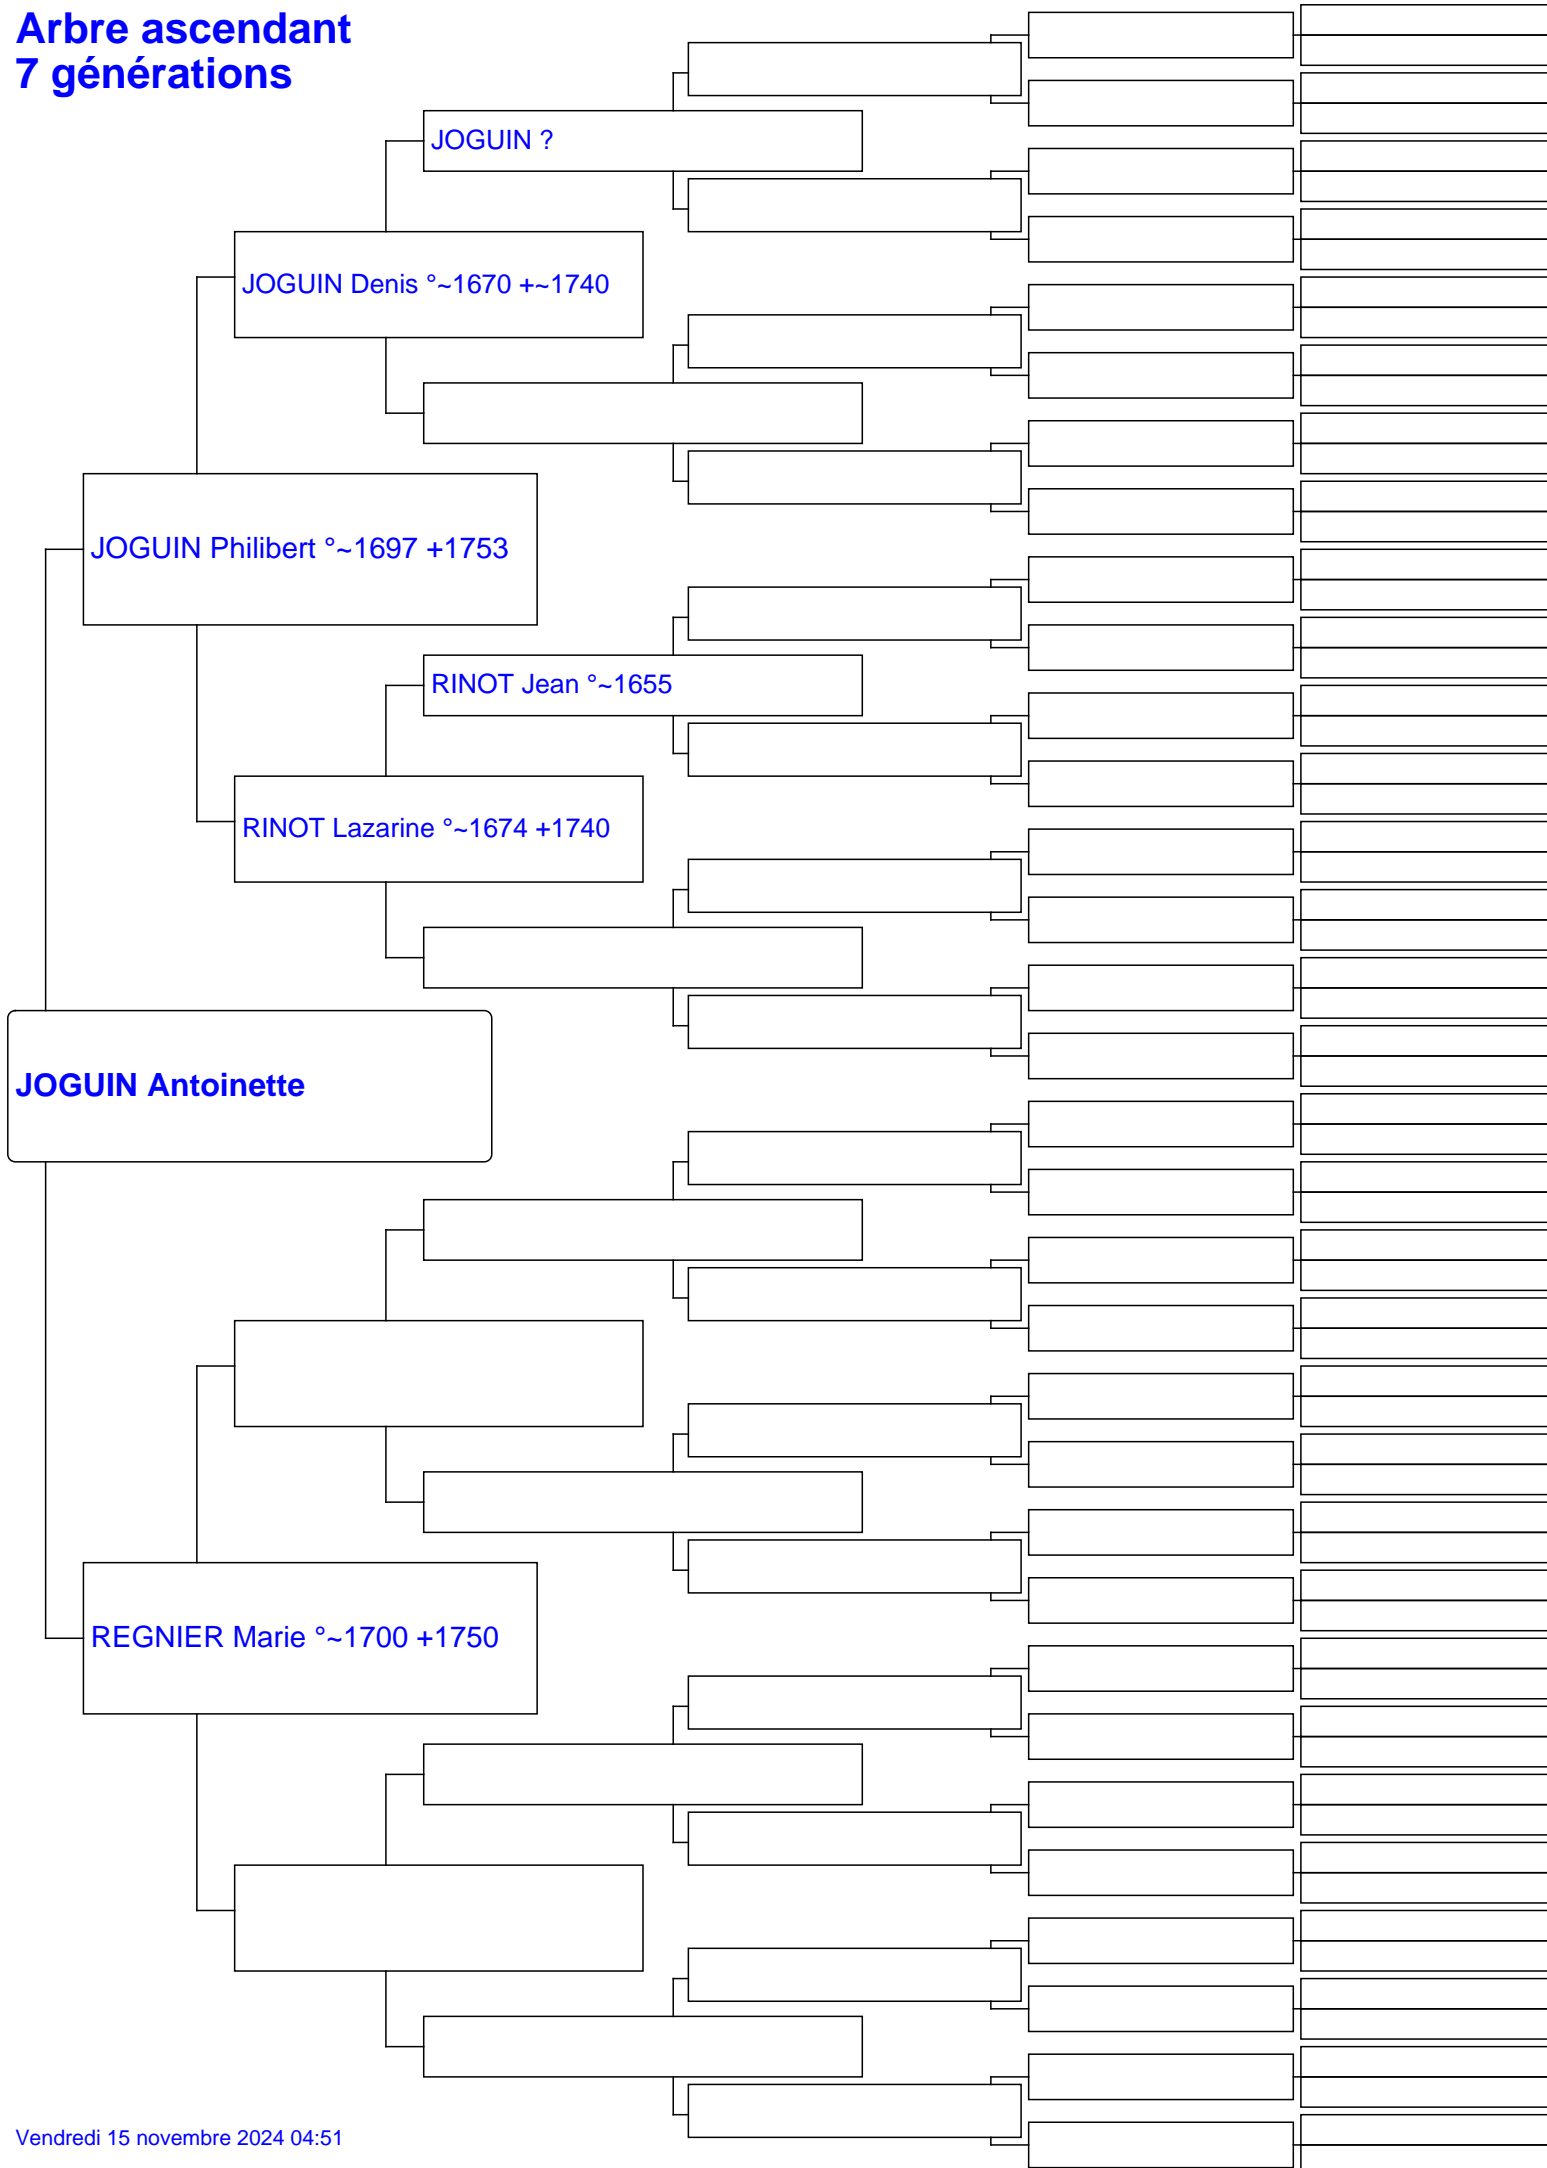 Arbre ascendant
7 générations
JOGUIN ?
JOGUIN Denis °~1670 +~1740
JOGUIN Philibert °~1697 +1753
RINOT Jean °~1655
RINOT Lazarine °~1674 +1740
JOGUIN Antoinette
REGNIER Marie °~1700 +1750
Vendredi 15 novembre 2024 04:51